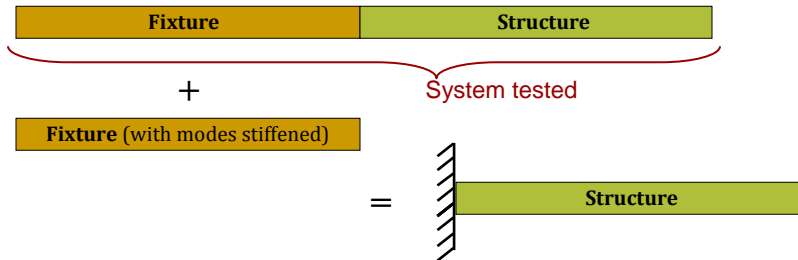 Fixture Structure
+ System tested
Fixture (with modes stiffened)
= Structure